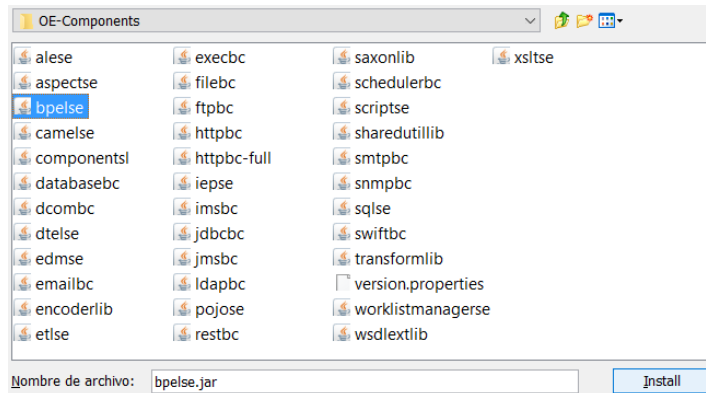 OE-Components
alese
aspectse
bpelse
camelse
componentsl
databasebc
dcombc
dtelse
edmse
emailbc
encoderlib
etlse
execbc
filebc
ftpbc
httpbc
httpbc-full
iepse
imsbc
jdbcbc
jmsbc
ldapbc
pojose
restbc
saxonlib
schedulerbc
scriptse
sharedutillib
smtpbc
snmpbc
sqlse
swiftbc
transformlib
version.properties
worklistmanagerse
wsdlextlib
xsltse
Nombre de archivo: bpelse.jar
Install